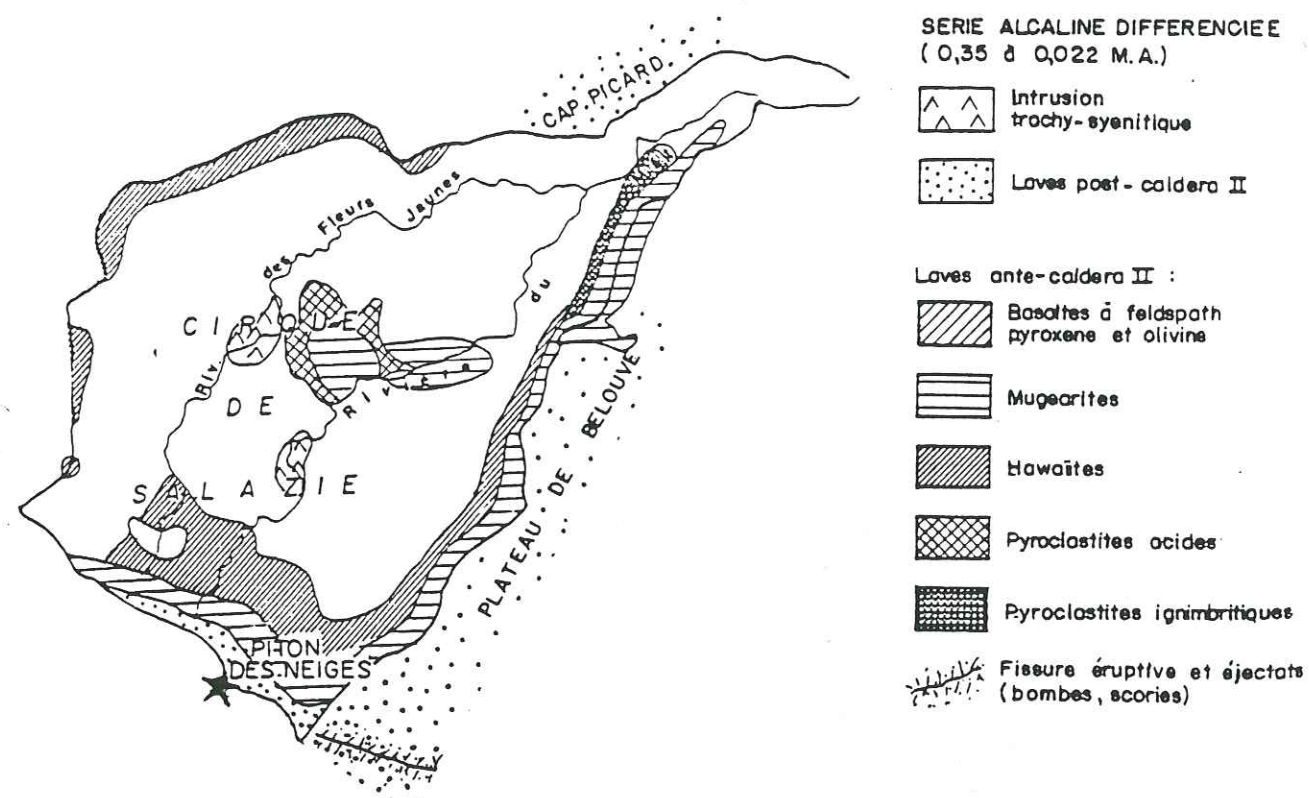 SERIE ALCALINE DIFFERENCIEE
( 0,35 à 0,022 M.A.)
Intrusion
trachy-syenitique
Laves post-caldera II
Laves ante-caldera II :
Basaltes à feldspath
pyroxene et olivine
Mugearites
Hawaïtes
Pyroclastites acides
Pyroclastites ignimbritiques
Fissure éruptive et éjectats
(bombes, scories)
CAP PICARD
Riv. des Fleurs Jaunes
CIRQUE
DE
SALAZIE
Rivière du
PLATEAU DE BELOUVE
PITON
DES NEIGES